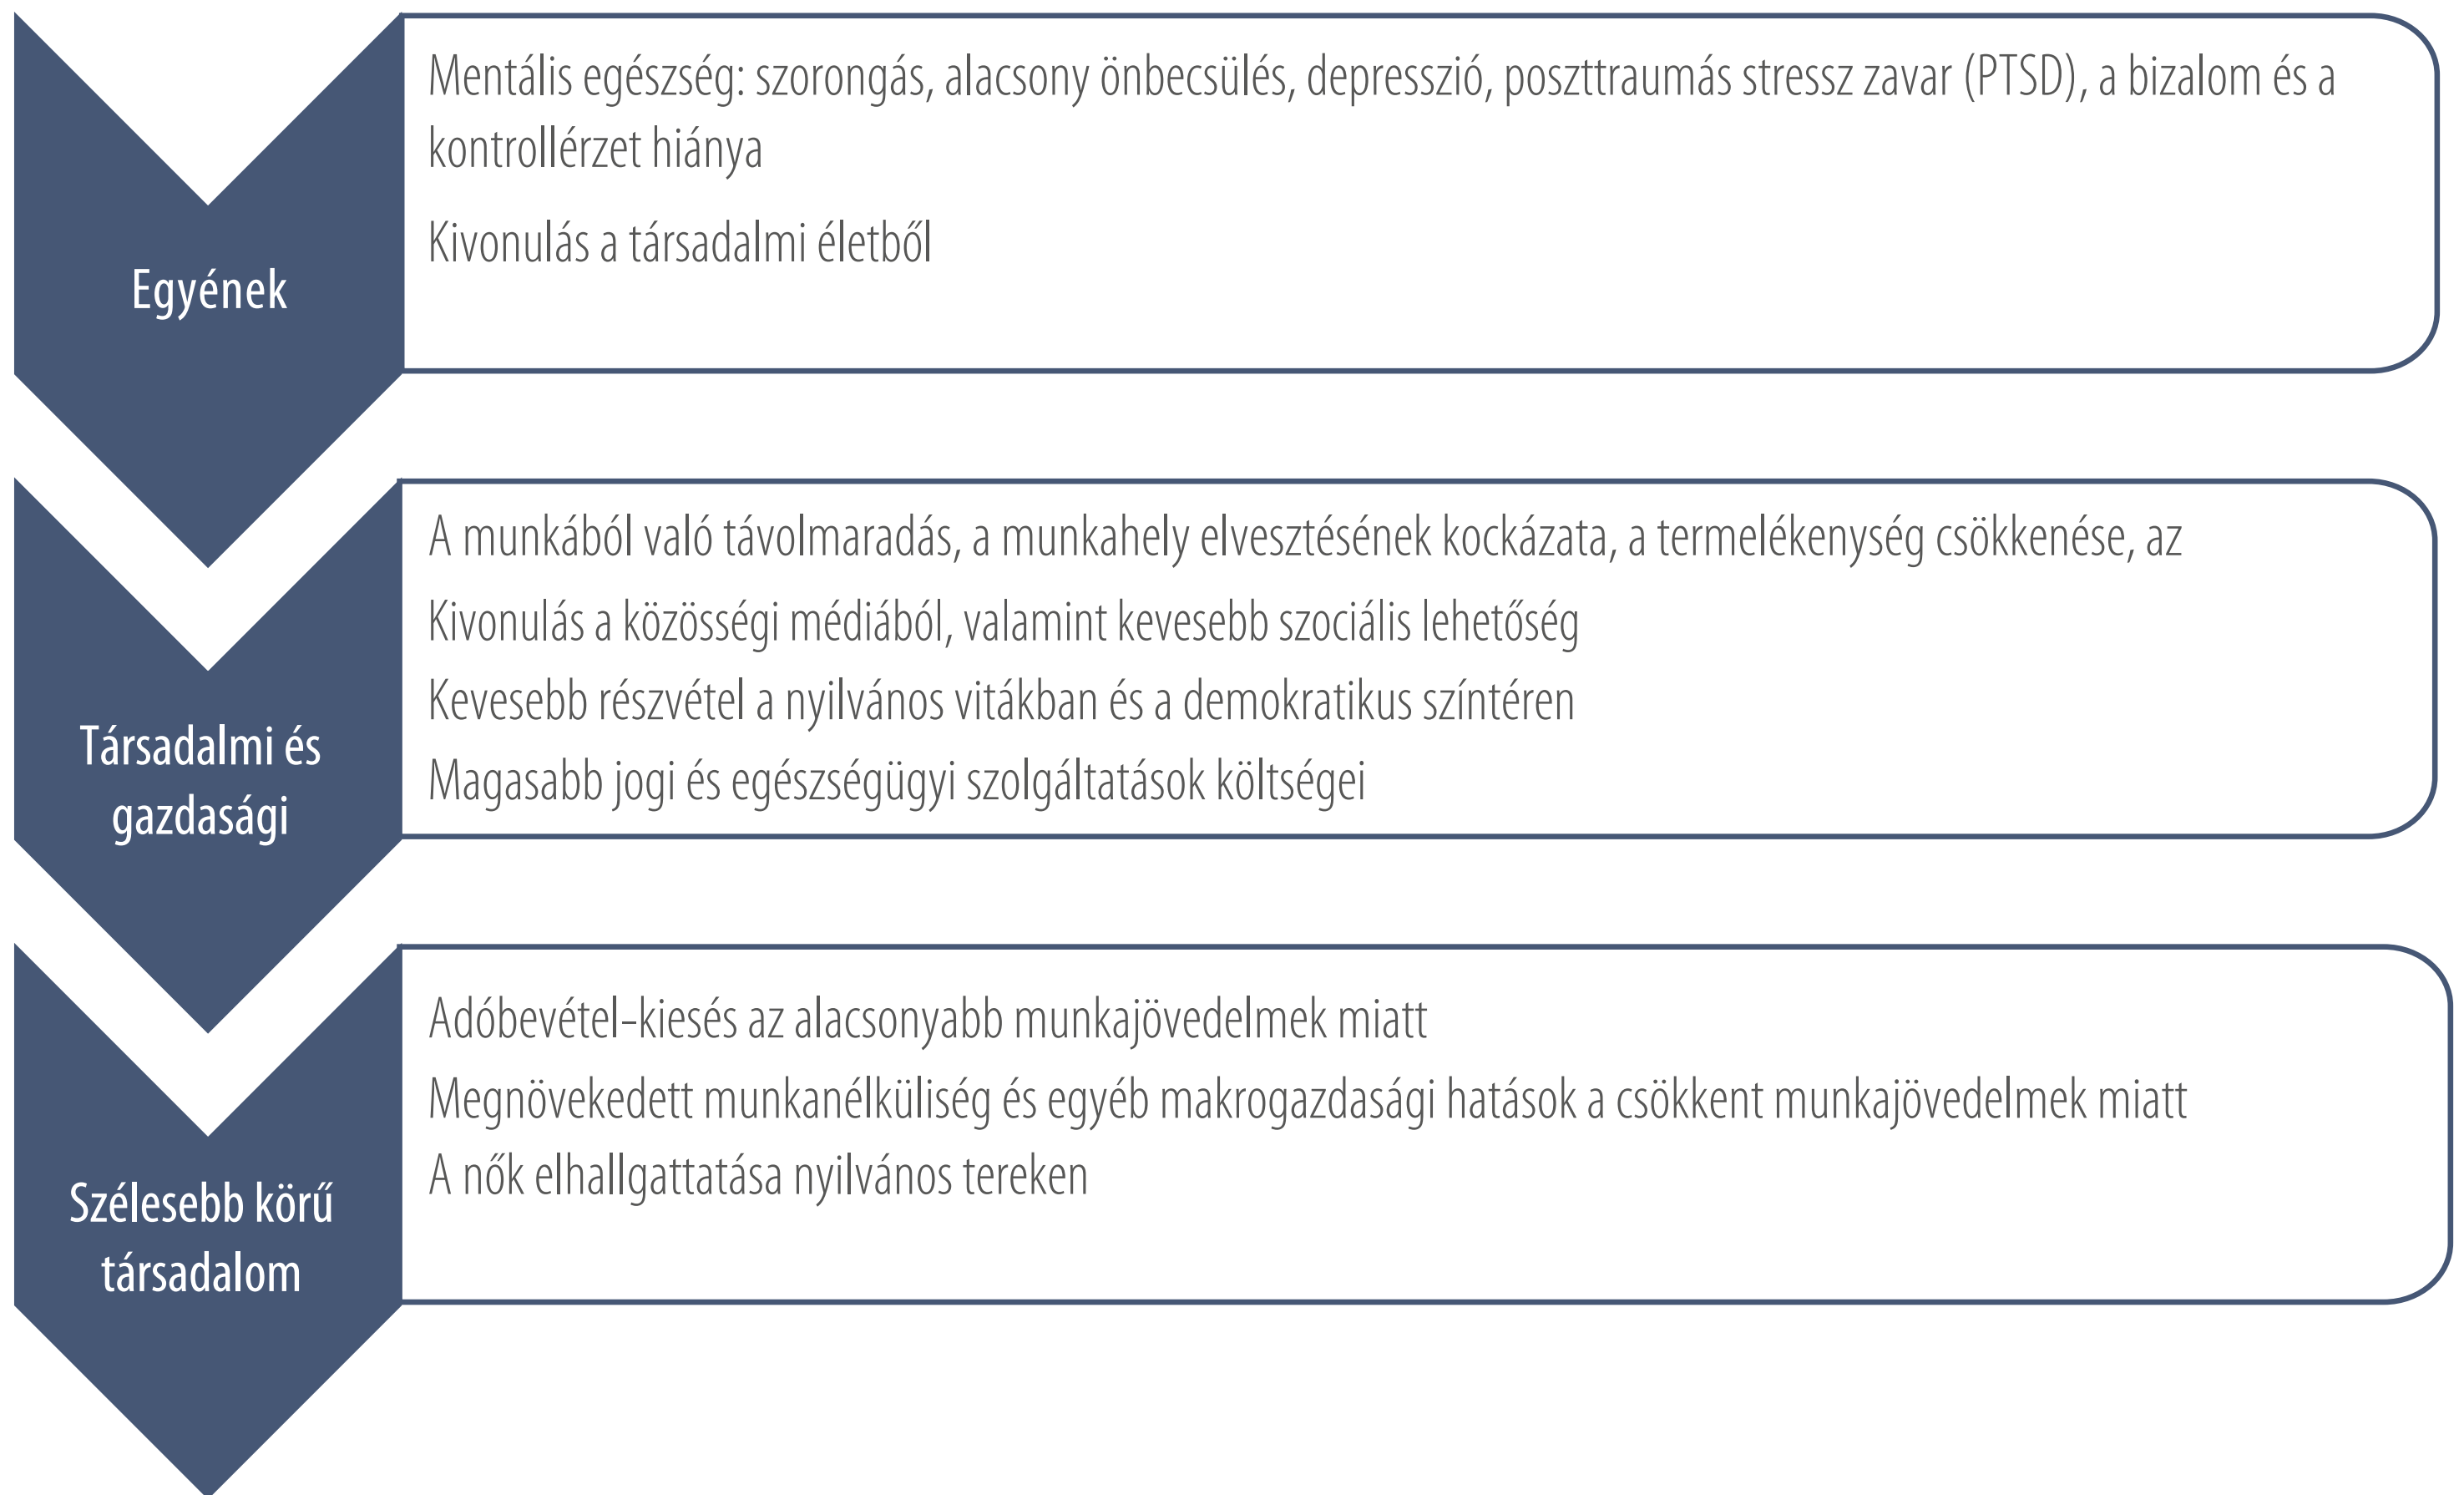 Egyének
Mentális egészség: szorongás, alacsony önbecsülés, depresszió, poszttraumás stressz zavar (PTSD), a bizalom és a
kontrollérzet hiánya
Kivonulás a társadalmi életből
Társadalmi és
gazdasági
A munkából való távolmaradás, a munkahely elvesztésének kockázata, a termelékenység csökkenése, az
Kivonulás a közösségi médiából, valamint kevesebb szociális lehetőség
Kevesebb részvétel a nyilvános vitákban és a demokratikus színtéren
Magasabb jogi és egészségügyi szolgáltatások költségei
Szélesebb körű
társadalom
Adóbevétel-kiesés az alacsonyabb munkajövedelmek miatt
Megnövekedett munkanélküliség és egyéb makrogazdasági hatások a csökkent munkajövedelmek miatt
A nők elhallgattatása nyilvános tereken